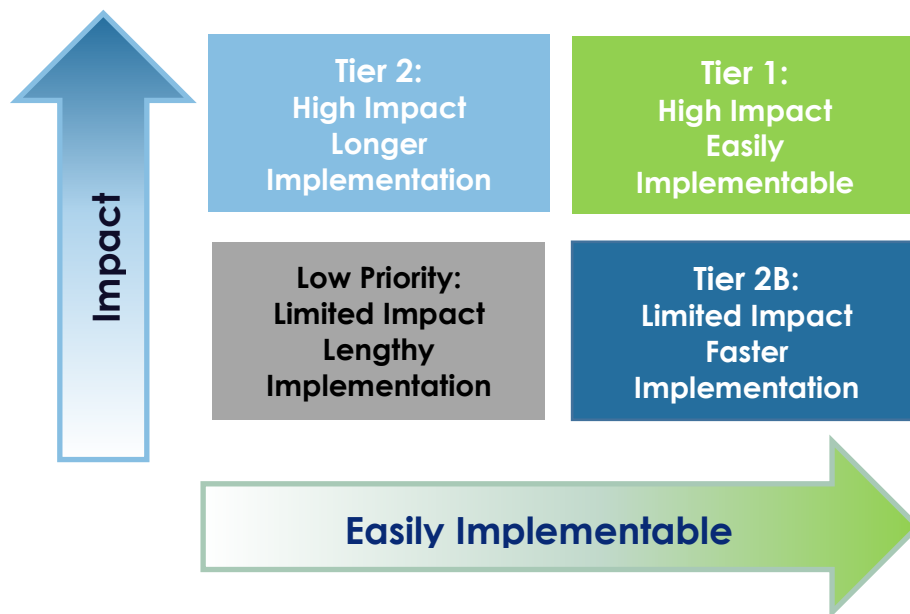 Tier 2:
High Impact
Longer
Implementation
Tier 1:
High Impact
Easily
Implementable
Impact
Low Priority:
Limited Impact
Lengthy
Implementation
Tier 2B:
Limited Impact
Faster
Implementation
Easily Implementable